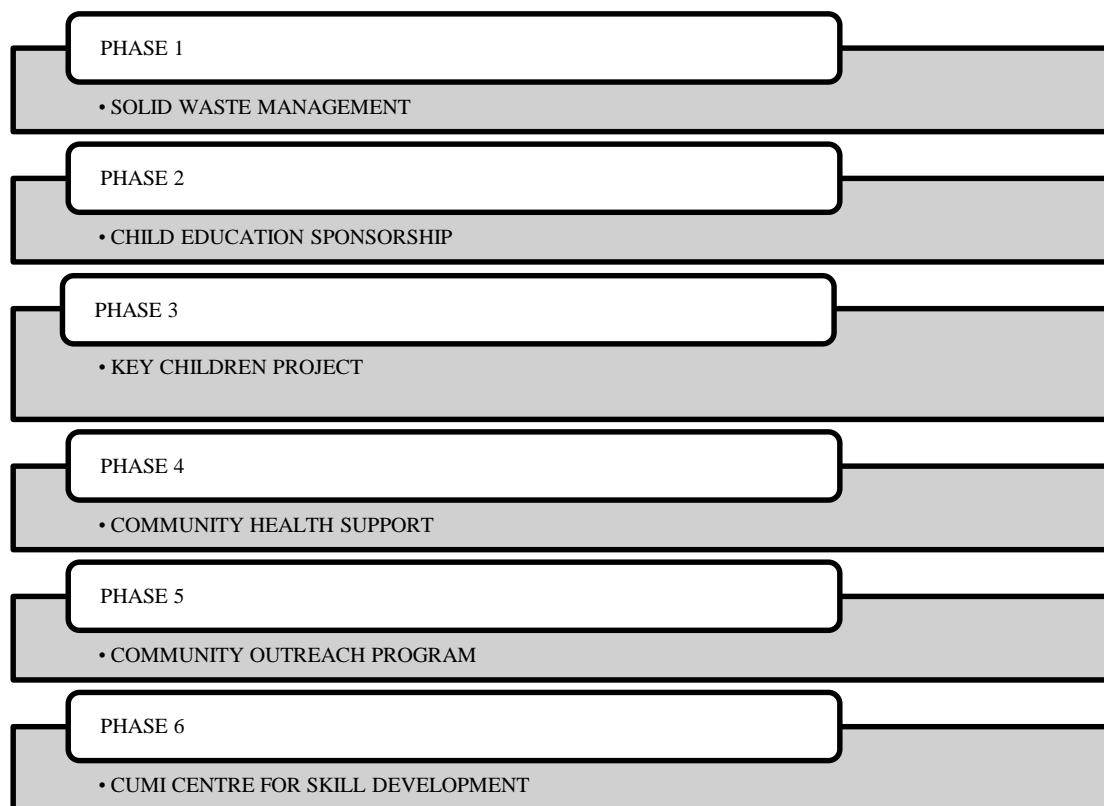 PHASE 1
• SOLID WASTE MANAGEMENT
PHASE 2
• CHILD EDUCATION SPONSORSHIP
PHASE 3
• KEY CHILDREN PROJECT
PHASE 4
• COMMUNITY HEALTH SUPPORT
PHASE 5
• COMMUNITY OUTREACH PROGRAM
PHASE 6
• CUMI CENTRE FOR SKILL DEVELOPMENT